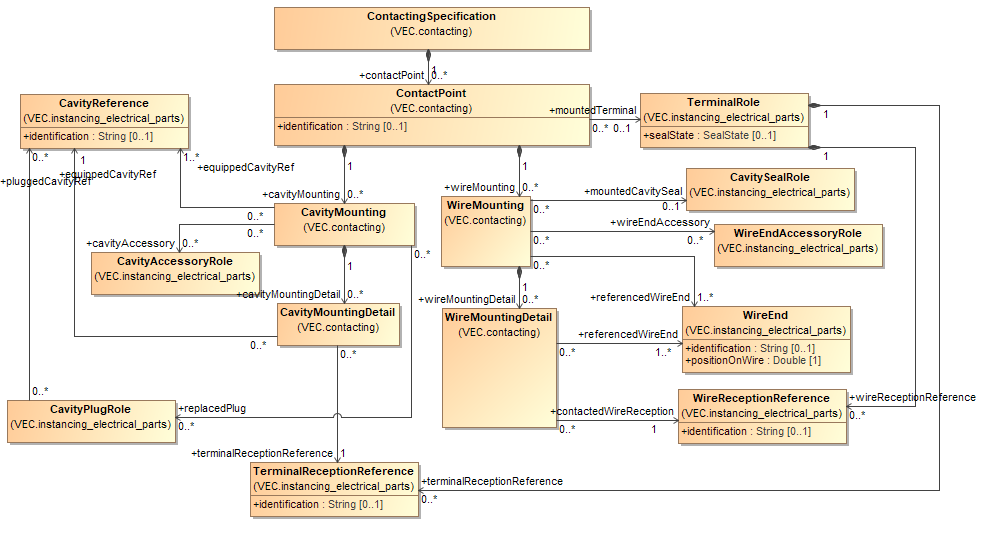 ContactingSpecification
(VEC.contacting)
1
+contactPoint
0..*
ContactPoint
(VEC.contacting)
+identification : String [0..1]
+mountedTerminal
0..*
0..1
TerminalRole
(VEC.instancing_electrical_parts)
+sealState : SealState [0..1]
1
1
CavityReference
(VEC.instancing_electrical_parts)
+identification : String [0..1]
0..*
1
1..*
+equippedCavityRef
+equippedCavityRef
+pluggedCavityRef
1
+cavityMounting
0..*
1
+wireMounting
0..*
CavityMounting
(VEC.contacting)
0..*
0..*
0..*
+cavityAccessory
0..*
CavityAccessoryRole
(VEC.instancing_electrical_parts)
1
+cavityMountingDetail
0..*
CavityMountingDetail
(VEC.contacting)
0..*
0..*
WireMounting
(VEC.contacting)
0..*
0..*
0..*
+mountedCavitySeal
0..1
CavitySealRole
(VEC.instancing_electrical_parts)
+wireEndAccessory
0..*
WireEndAccessoryRole
(VEC.instancing_electrical_parts)
+referencedWireEnd
1..*
1
+wireMountingDetail
0..*
WireMountingDetail
(VEC.contacting)
0..*
+referencedWireEnd
1..*
WireEnd
(VEC.instancing_electrical_parts)
+identification : String [0..1]
+positionOnWire : Double [1]
+contactedWireReception
0..*
1
WireReceptionReference
(VEC.instancing_electrical_parts)
+identification : String [0..1]
+wireReceptionReference
0..*
0..*
CavityPlugRole
(VEC.instancing_electrical_parts)
+replacedPlug
0..*
+terminalReceptionReference
1
TerminalReceptionReference
(VEC.instancing_electrical_parts)
+identification : String [0..1]
+terminalReceptionReference
0..*